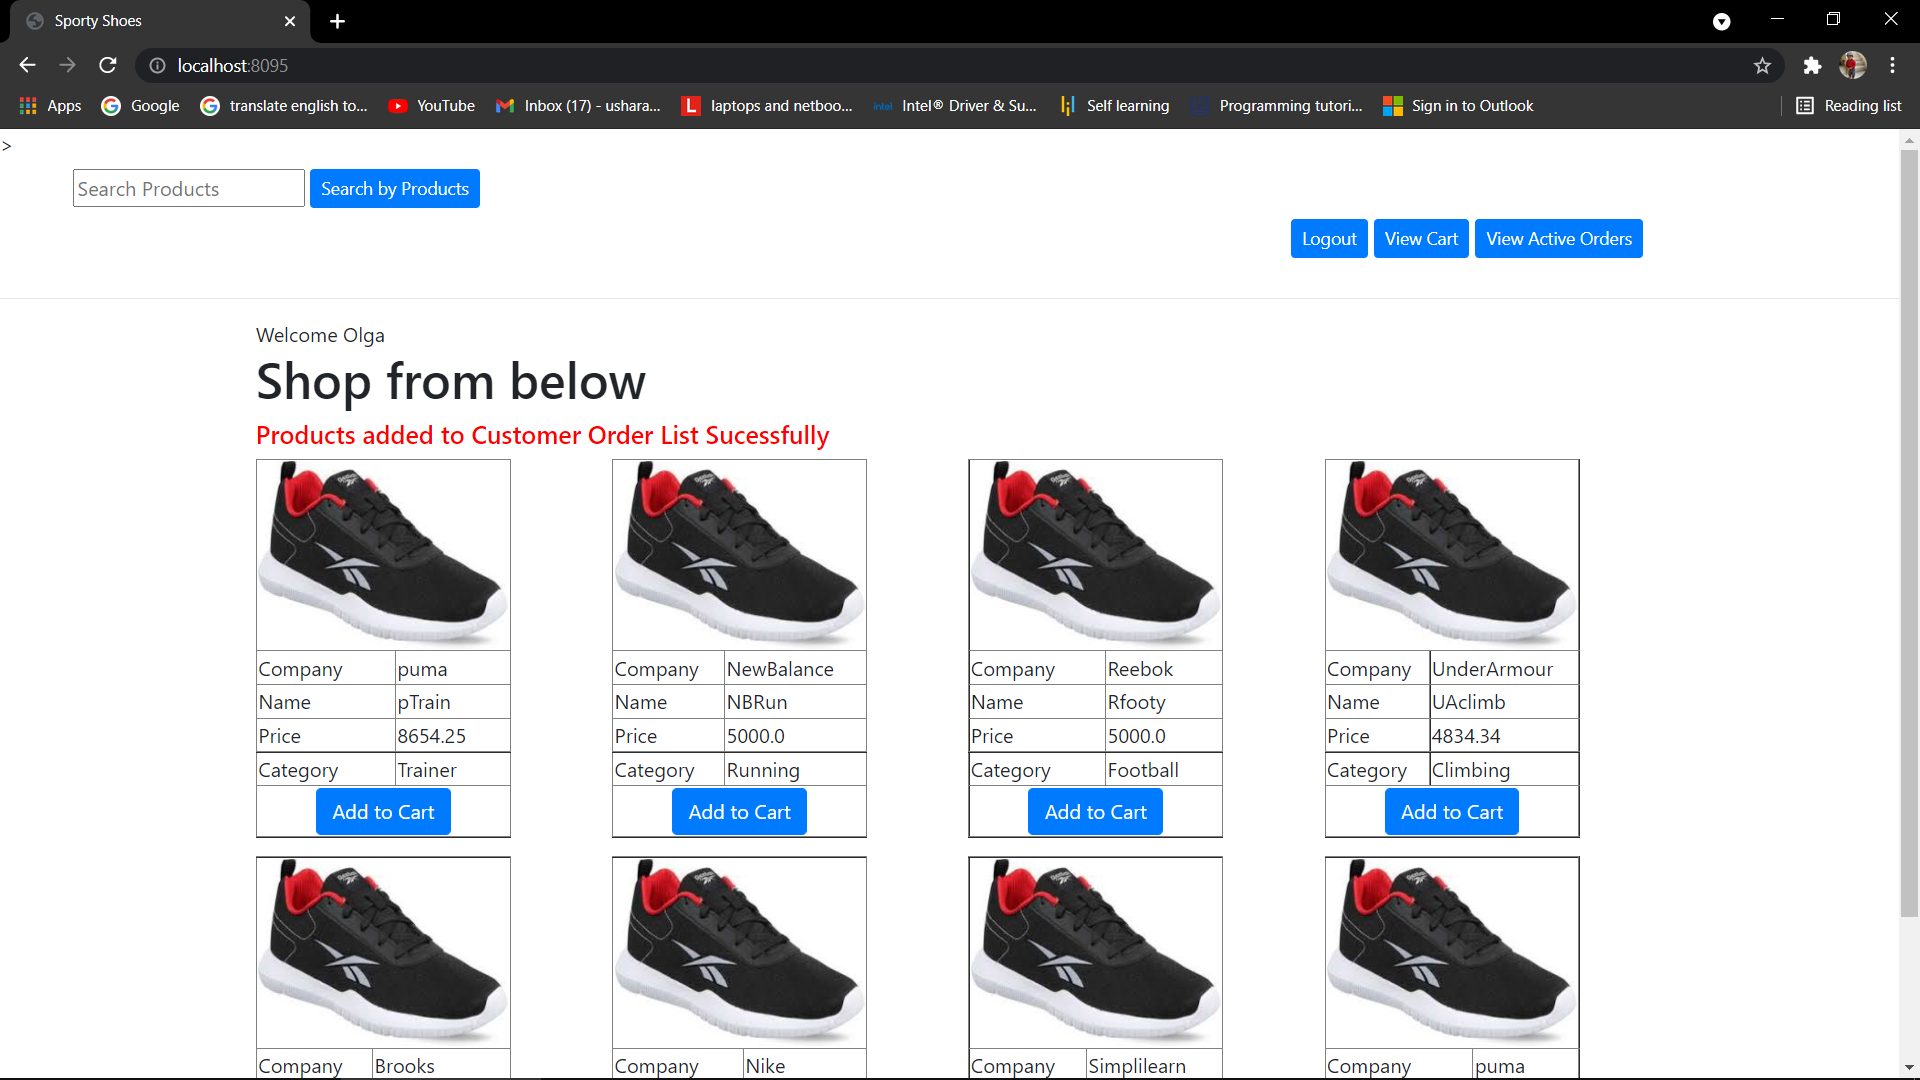 Sporty Shoes
localhost:8095
Apps Google translate english to... YouTube Inbox (17) - ushara... laptops and netboo... intel Intel® Driver & Su... Self learning Programming tutori... Sign in to Outlook Reading list
>
Search Products Search by Products
Logout View Cart View Active Orders
Welcome Olga
Shop from below
Products added to Customer Order List Sucessfully
Company puma Company NewBalance Company Reebok Company UnderArmour
Name pTrain Name NBRun Name Rfooty Name UAclimb
Price 8654.25 Price 5000.0 Price 5000.0 Price 4834.34
Category Trainer Category Running Category Football Category Climbing
Add to Cart Add to Cart Add to Cart Add to Cart
Company Brooks Company Nike Company Simplilearn Company puma